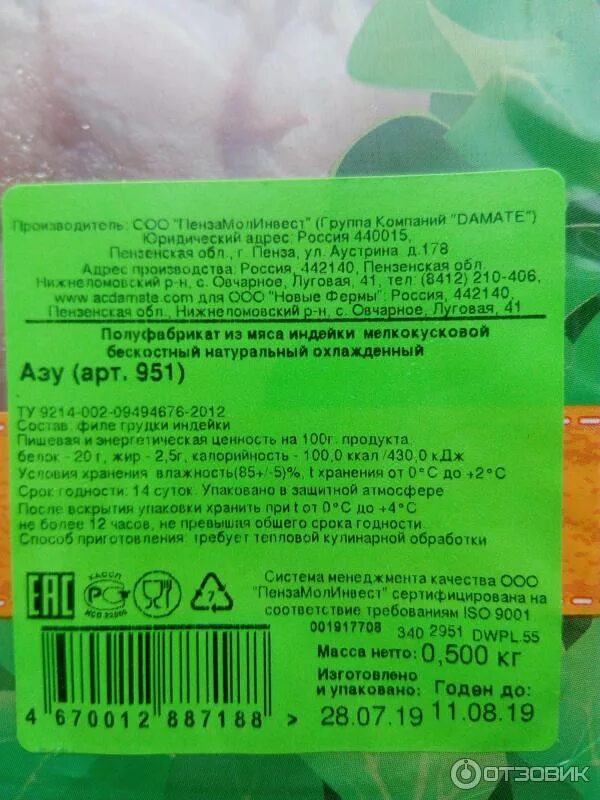 Производитель: ООО "ПензаМолИнвест" (Группа Компаний "DAMATE")
Юридический адрес: Россия 440015,
Пензенская обл., г. Пенза, ул. Аустрина д.178
Адрес производства: Россия, 442140, Пензенская обл.
Нижнеломовский р-н, с. Овчарное, Луговая, 41, тел: (8412) 210-406,
www.acdamate.com для ООО "Новые Фермы": Россия, 442140,
Пензенская обл., Нижнеломовский р-н, с. Овчарное, Луговая, 41
Полуфабрикат из мяса индейки мелкокусковой
бескостный натуральный охлажденный
Азу (арт. 951)
ТУ 9214-002-09494676-2012
Состав: филе грудки индейки
Пищевая и энергетическая ценность на 100г. продукта
белок - 20 г, жир - 2,5г, калорийность - 100,0 ккал /430,0 кДж
Условия хранения влажность(85+/-5)%, t хранения от 0°С до +2°С
Срок годности: 14 суток. Упаковано в защитной атмосфере
После вскрытия упаковки хранить при t от 0°С до +4°С
не более 12 часов, не превышая общего срока годности.
Способ приготовления: требует тепловой кулинарной обработки
ЕАС
ХАССП
РС
ИСО 22000
7
Система менеджмента качества ООО
"ПензаМолИнвест" сертифицирована на
соответствие требованиям ISO 9001
001917708 340 2951 DWPL.55
Масса нетто: 0,500 кг
Изготовлено
и упаковано: Годен до:
28.07.19 11.08.19
4 670012 887188 >
ОТЗОВИК